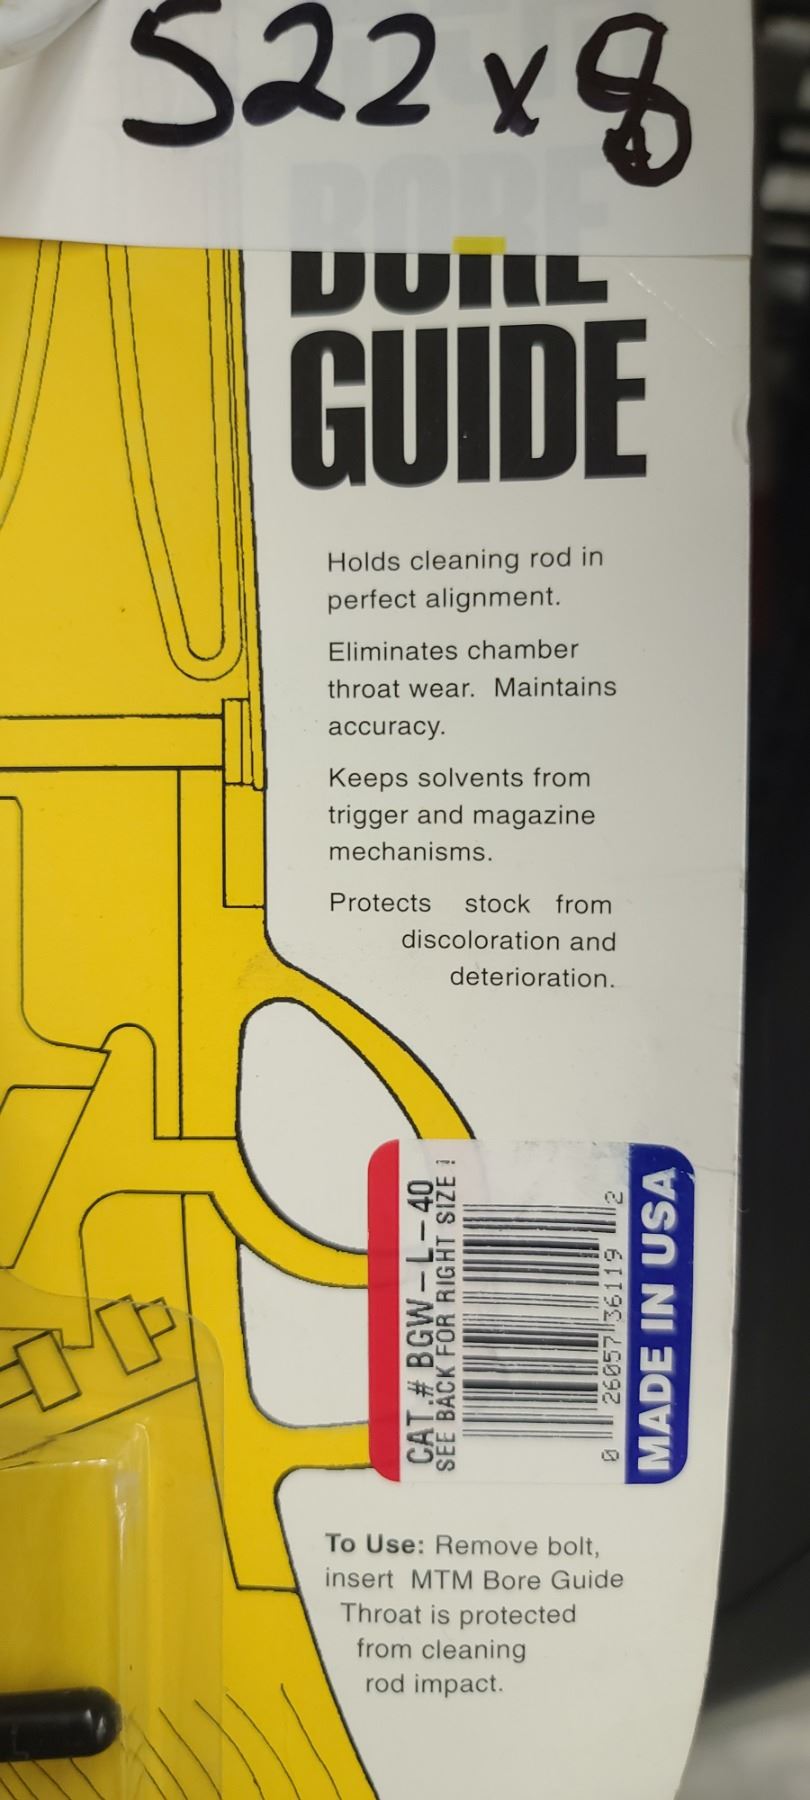 522 x 8
BORE
GUIDE
Holds cleaning rod in
perfect alignment.
Eliminates chamber
throat wear. Maintains
accuracy.
Keeps solvents from
trigger and magazine
mechanisms.
Protects stock from
discoloration and
deterioration.
CAT.# BGW-L-40
SEE BACK FOR RIGHT SIZE !
0 26057 36119 2
MADE IN USA
To Use: Remove bolt,
insert MTM Bore Guide
Throat is protected
from cleaning
rod impact.